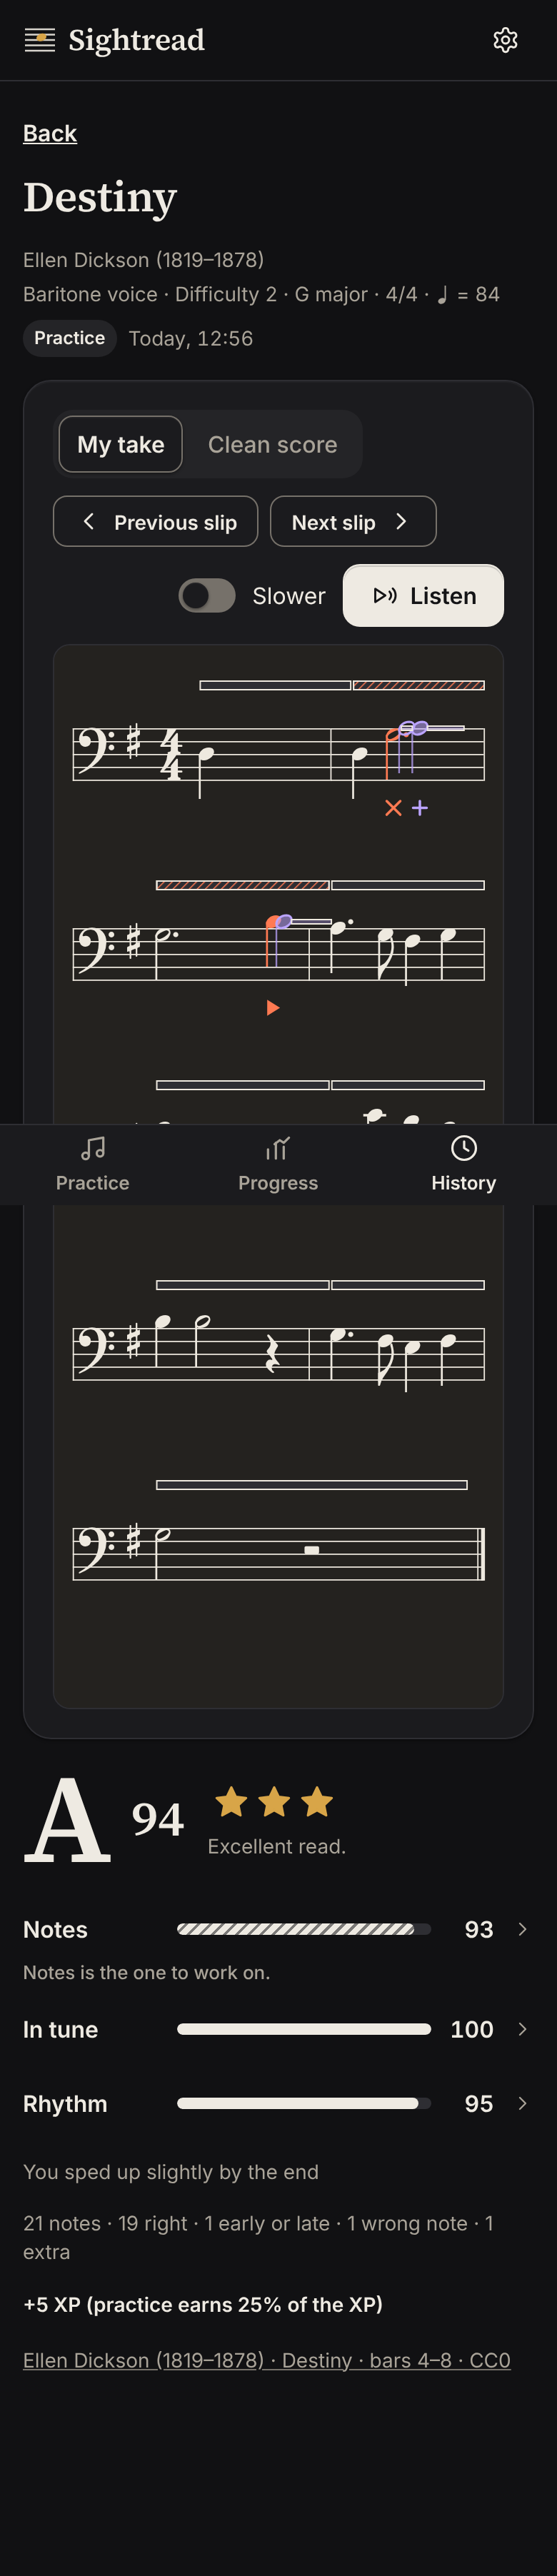 Sightread
Back
Destiny
Ellen Dickson (1819–1878)
Baritone voice · Difficulty 2 · G major · 4/4 · ♩ = 84
Practice Today, 12:56
My take Clean score
Previous slip Next slip
Slower Listen
4
4
Practice Progress History
A 94
Excellent read.
Notes 93
Notes is the one to work on.
In tune 100
Rhythm 95
You sped up slightly by the end
21 notes · 19 right · 1 early or late · 1 wrong note · 1
extra
+5 XP (practice earns 25% of the XP)
Ellen Dickson (1819–1878) · Destiny · bars 4–8 · CC0